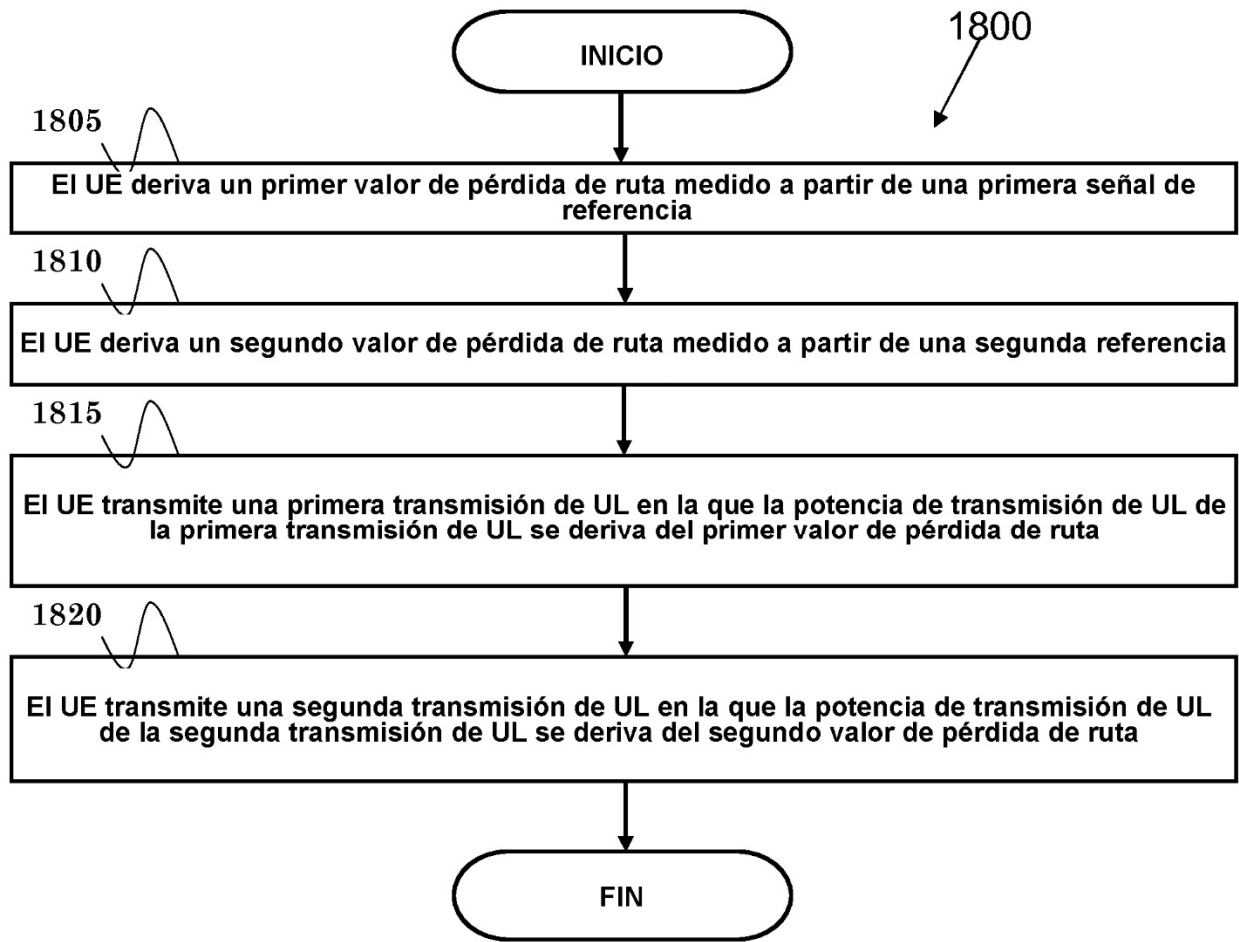 INICIO
1800
1805
El UE deriva un primer valor de pérdida de ruta medido a partir de una primera señal de
referencia
1810
El UE deriva un segundo valor de pérdida de ruta medido a partir de una segunda referencia
1815
El UE transmite una primera transmisión de UL en la que la potencia de transmisión de UL de
la primera transmisión de UL se deriva del primer valor de pérdida de ruta
1820
El UE transmite una segunda transmisión de UL en la que la potencia de transmisión de UL
de la segunda transmisión de UL se deriva del segundo valor de pérdida de ruta
FIN